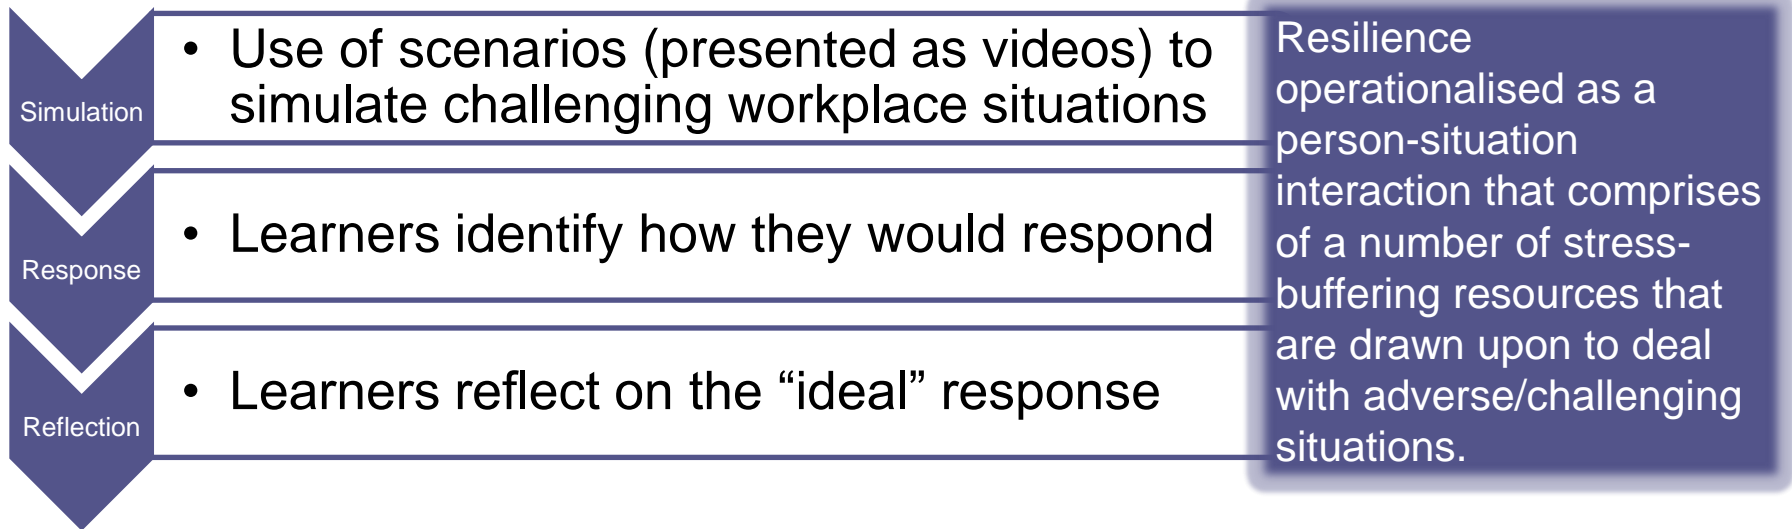 Simulation
• Use of scenarios (presented as videos) to
simulate challenging workplace situations
Response
• Learners identify how they would respond
Reflection
• Learners reflect on the “ideal” response
Resilience
operationalised as a
person-situation
interaction that comprises
of a number of stress-
buffering resources that
are drawn upon to deal
with adverse/challenging
situations.